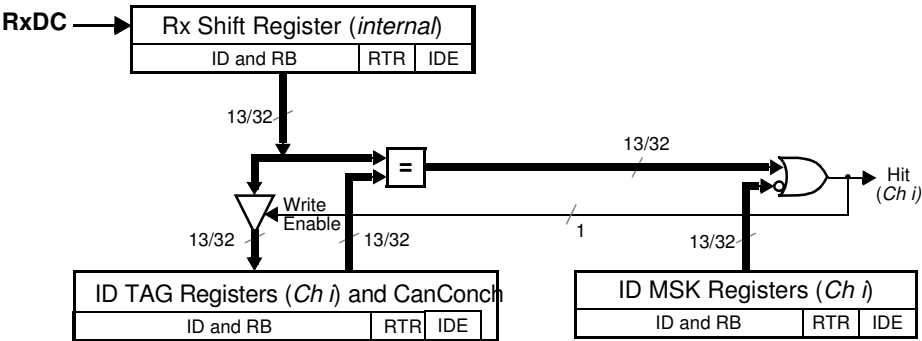 RxDC
Rx Shift Register (internal)
ID and RB RTR IDE
13/32
13/32
=
Hit
(Ch i)
Write
Enable
1
13/32
13/32
13/32
ID TAG Registers (Ch i) and CanConch
ID and RB RTR IDE
ID MSK Registers (Ch i)
ID and RB RTR IDE